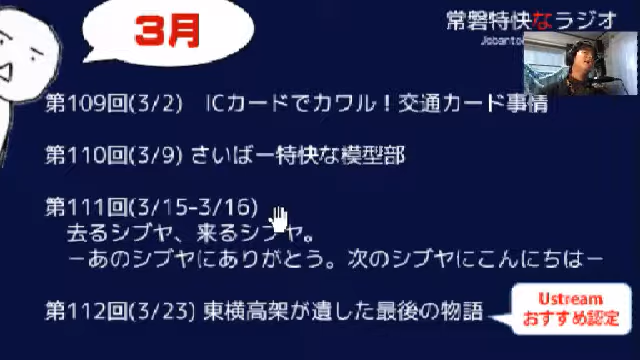 3月
常磐特快なラジオ
第109回(3/2) ICカードでカワル！交通カード事情
第110回(3/9) さいばー特快な模型部
第111回(3/15-3/16)
去るシブヤ、来るシブヤ。
－あのシブヤにありがとう。次のシブヤにこんにちは－
第112回(3/23) 東横高架が遺した最後の物語
Ustream
おすすめ認定